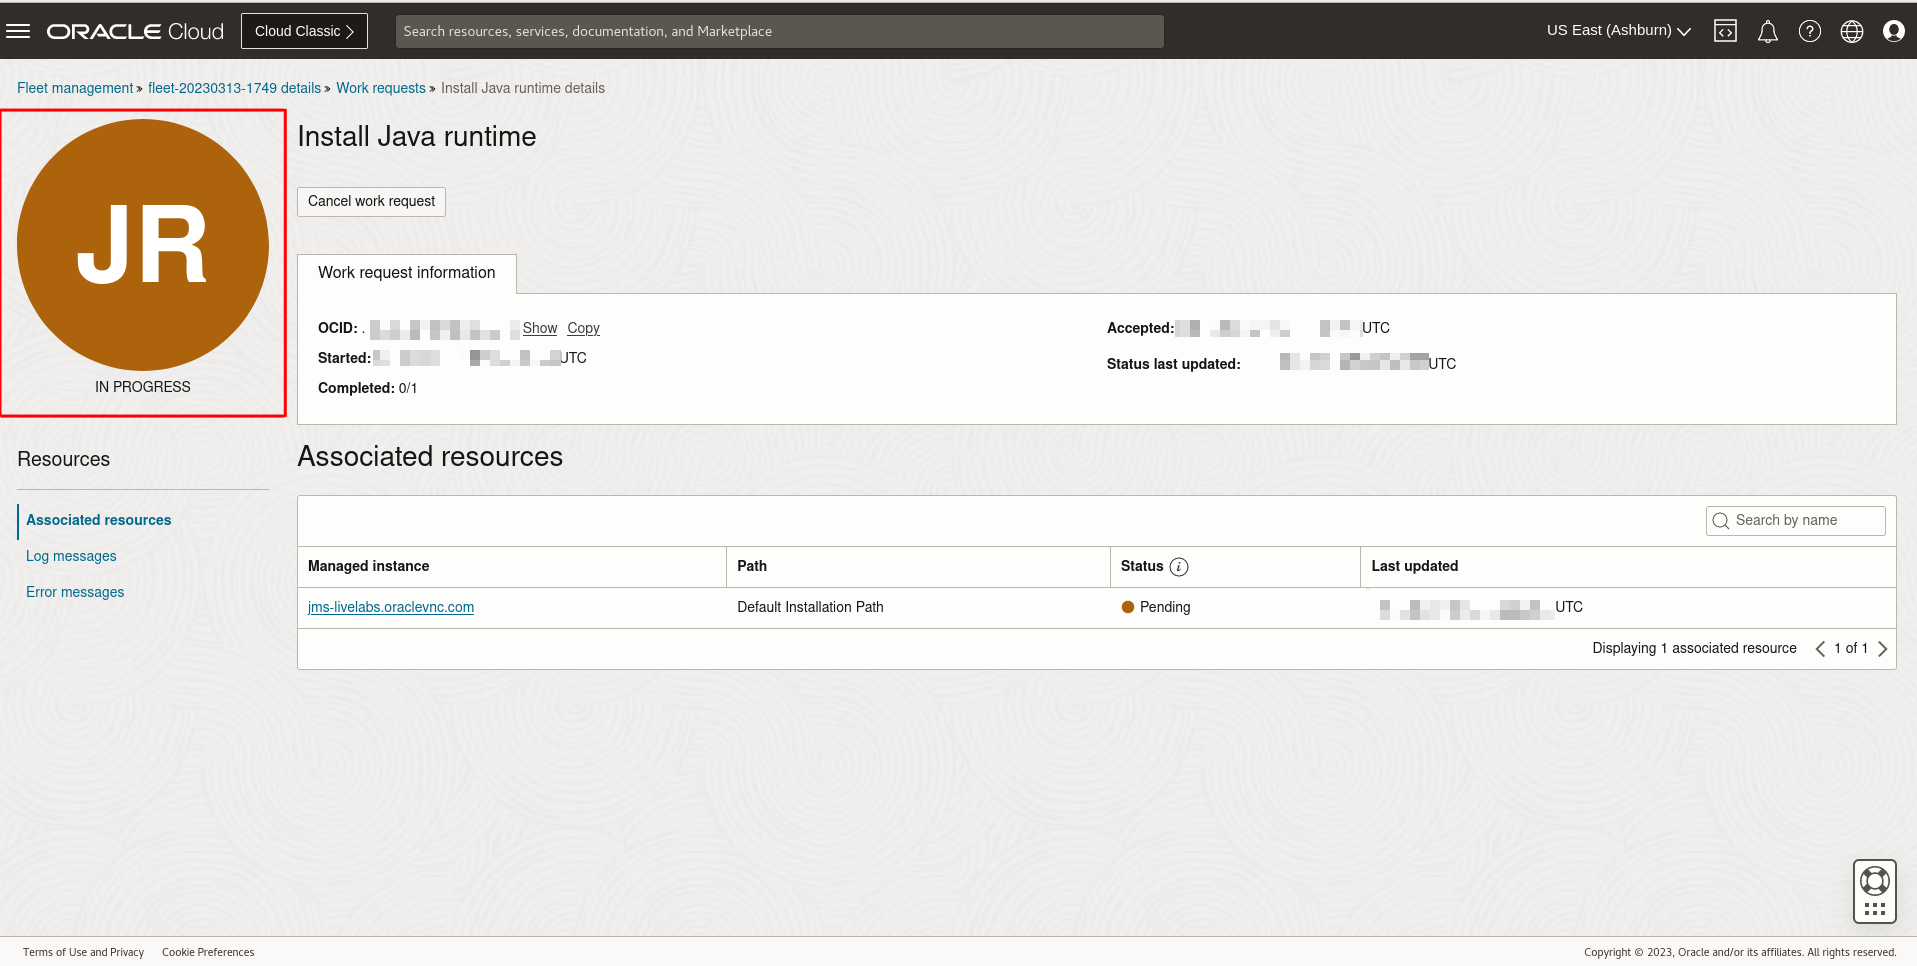 ORACLE Cloud
Cloud Classic
Search resources, services, documentation, and Marketplace
US East (Ashburn)
Fleet management » fleet-20230313-1749 details » Work requests » Install Java runtime details
JR
IN PROGRESS
Install Java runtime
Cancel work request
Work request information
OCID: . Show Copy
Started: UTC
Completed: 0/1
Accepted: UTC
Status last updated: UTC
Resources
Associated resources
Log messages
Error messages
Associated resources
Search by name
Managed instance Path Status i Last updated
jms-livelabs.oraclevnc.com Default Installation Path Pending UTC
Displaying 1 associated resource 1 of 1
Terms of Use and Privacy Cookie Preferences
Copyright © 2023, Oracle and/or its affiliates. All rights reserved.